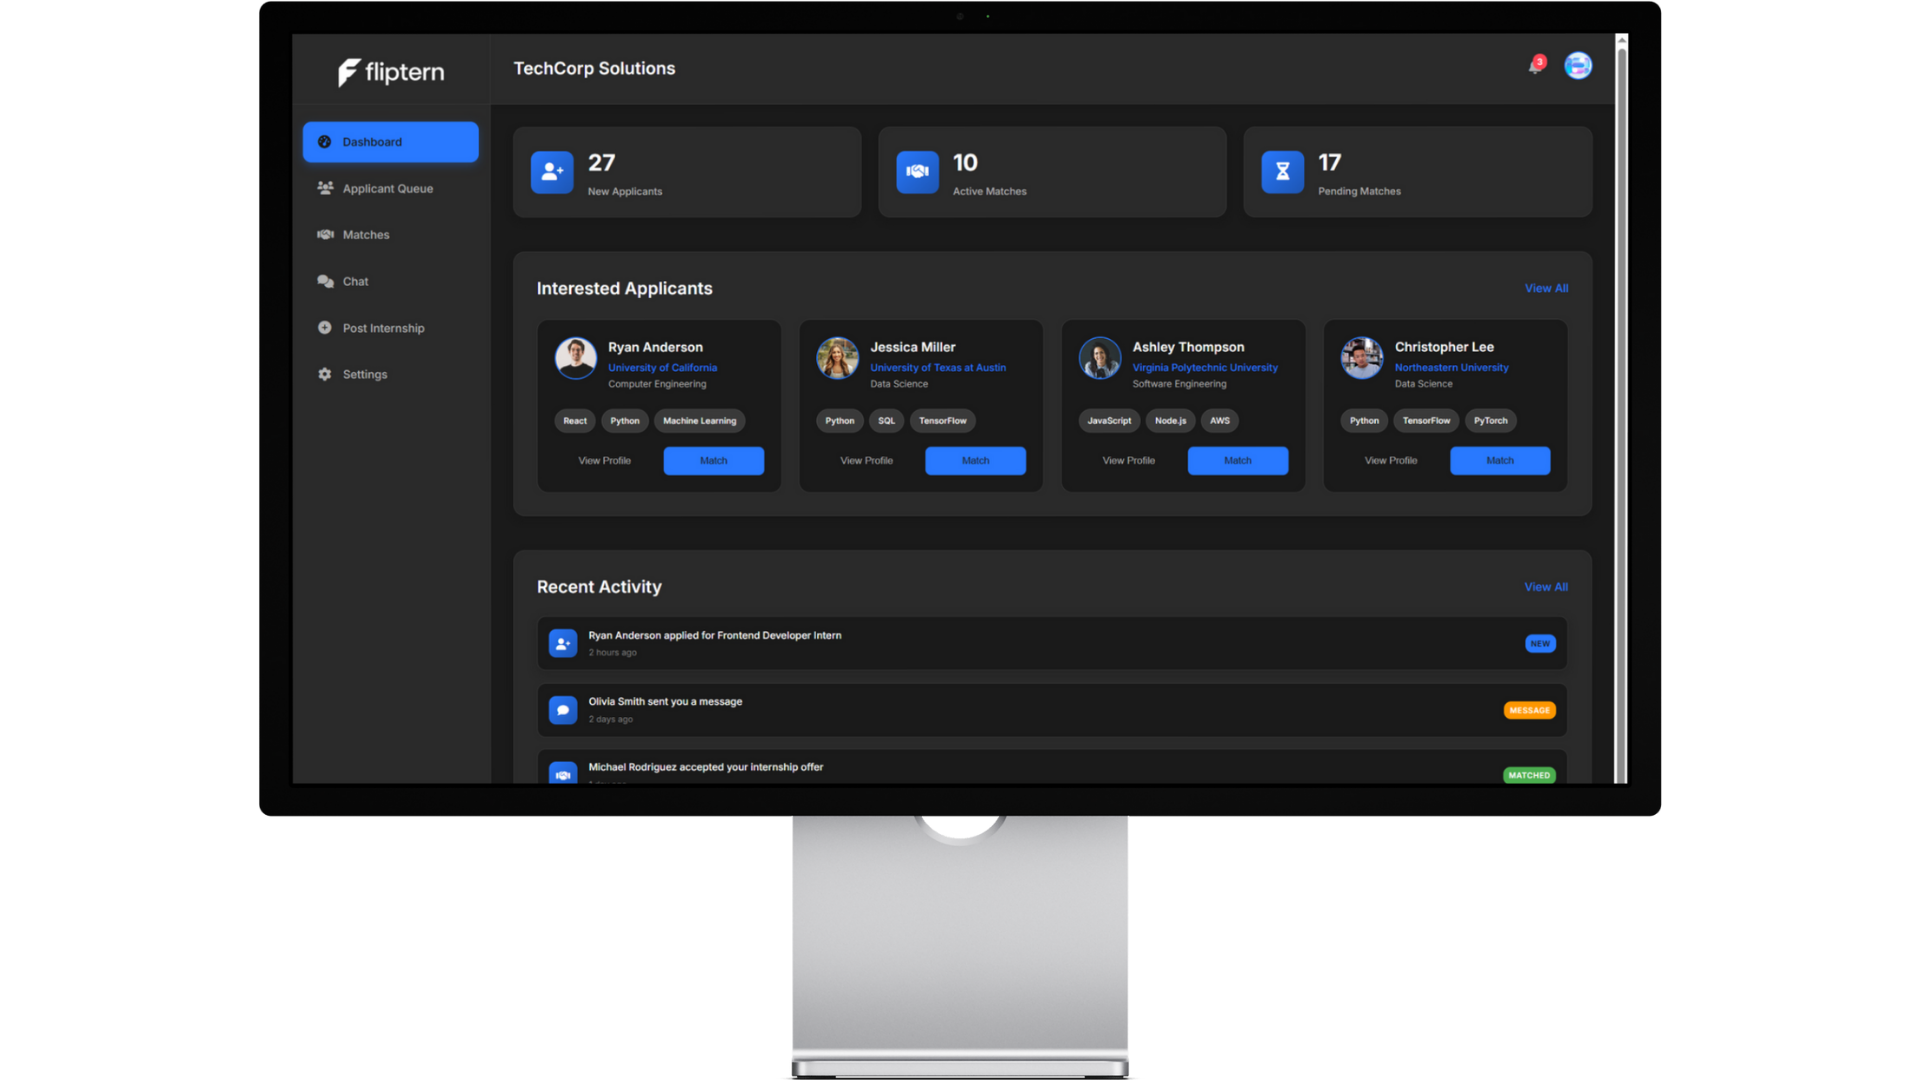 fliptern
TechCorp Solutions
3
Dashboard
Applicant Queue
Matches
Chat
Post Internship
Settings
27
New Applicants
10
Active Matches
17
Pending Matches
Interested Applicants
View All
Ryan Anderson
University of California
Computer Engineering
React Python Machine Learning
View Profile Match
Jessica Miller
University of Texas at Austin
Data Science
Python SQL TensorFlow
View Profile Match
Ashley Thompson
Virginia Polytechnic University
Software Engineering
JavaScript Node.js AWS
View Profile Match
Christopher Lee
Northeastern University
Data Science
Python TensorFlow PyTorch
View Profile Match
Recent Activity
View All
Ryan Anderson applied for Frontend Developer Intern
2 hours ago
NEW
Olivia Smith sent you a message
2 days ago
MESSAGE
Michael Rodriguez accepted your internship offer
MATCHED